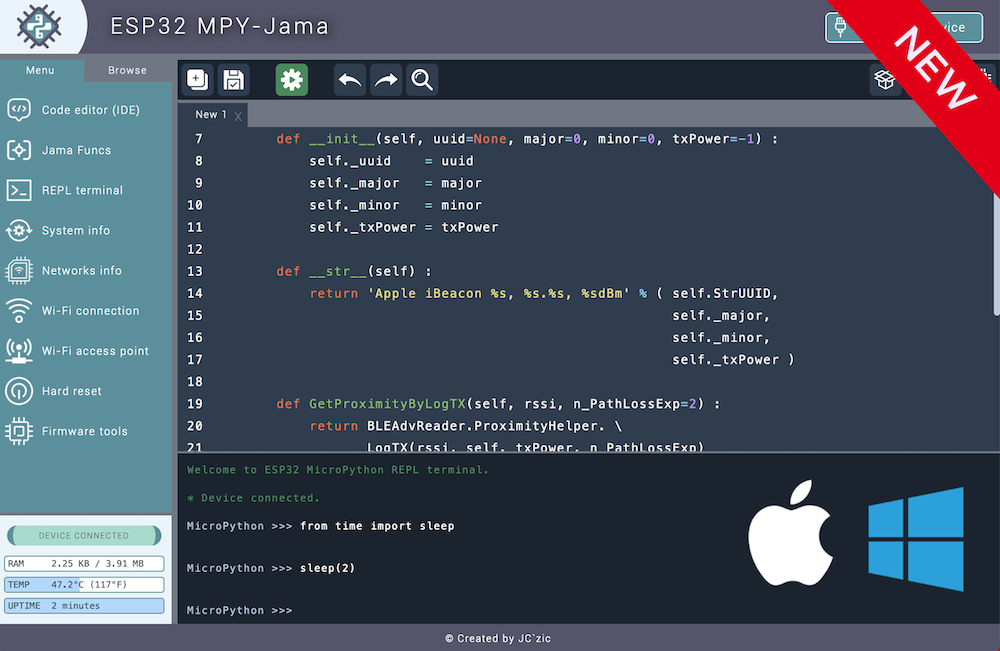 ESP32 MPY-Jama
NEW
Menu
Browse
Code editor (IDE)
Jama Funcs
REPL terminal
System info
Networks info
Wi-Fi connection
Wi-Fi access point
Hard reset
Firmware tools
DEVICE CONNECTED
RAM 2.25 KB / 3.91 MB
TEMP 47.2°C (117°F)
UPTIME 2 minutes
New 1 X
7 def __init__(self, uuid=None, major=0, minor=0, txPower=-1) :
8 self._uuid = uuid
9 self._major = major
10 self._minor = minor
11 self._txPower = txPower
12
13 def __str__(self) :
14 return 'Apple iBeacon %s, %s.%s, %sdBm' % ( self.StrUUID,
15 self._major,
16 self._minor,
17 self._txPower )
18
19 def GetProximityByLogTX(self, rssi, n_PathLossExp=2) :
20 return BLEAdvReader.ProximityHelper. \
21 LogTX(rssi, self._txPower, n_PathLossExp)
Welcome to ESP32 MicroPython REPL terminal.
* Device connected.
MicroPython >>> from time import sleep
MicroPython >>> sleep(2)
MicroPython >>>
© Created by JC`zic